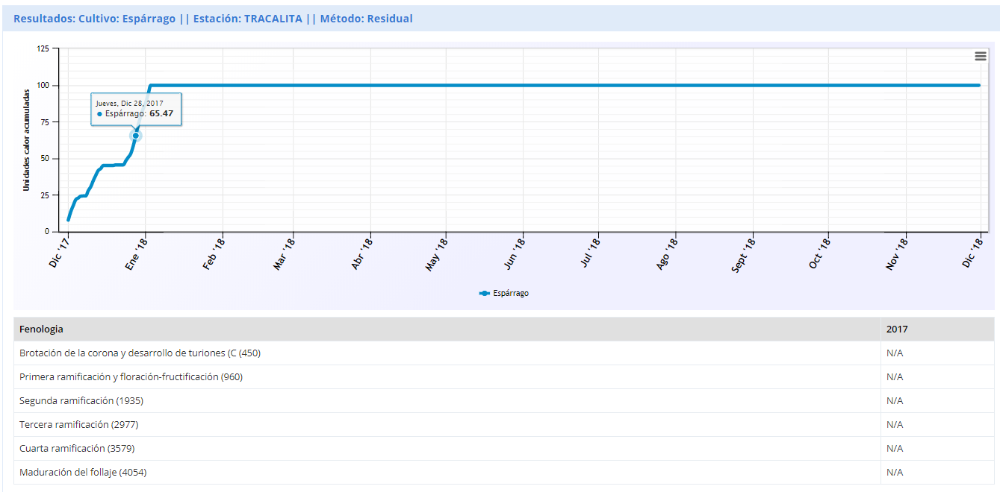 Resultados: Cultivo: Espárrago || Estación: TRACALITA || Método: Residual
125
100
75
50
25
0
Unidades calor acumuladas
Jueves, Dic 28, 2017
Espárrago: 65.47
Dic '17
Ene '18
Feb '18
Mar '18
Abr '18
May '18
Jun '18
Jul '18
Ago '18
Sept '18
Oct '18
Nov '18
Dic '18
Espárrago
Fenologia 2017
Brotación de la corona y desarrollo de turiones (C (450) N/A
Primera ramificación y floración-fructificación (960) N/A
Segunda ramificación (1935) N/A
Tercera ramificación (2977) N/A
Cuarta ramificación (3579) N/A
Maduración del follaje (4054) N/A